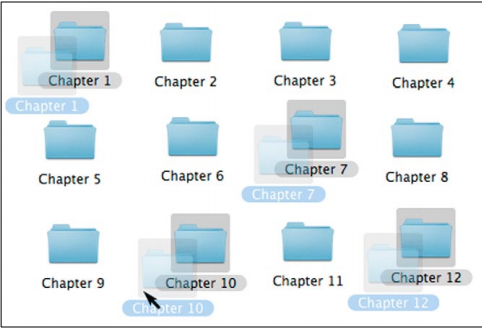 Chapter 1
Chapter 2
Chapter 3
Chapter 4
Chapter 1
Chapter 5
Chapter 6
Chapter 7
Chapter 8
Chapter 7
Chapter 9
Chapter 10
Chapter 11
Chapter 12
Chapter 10
Chapter 12